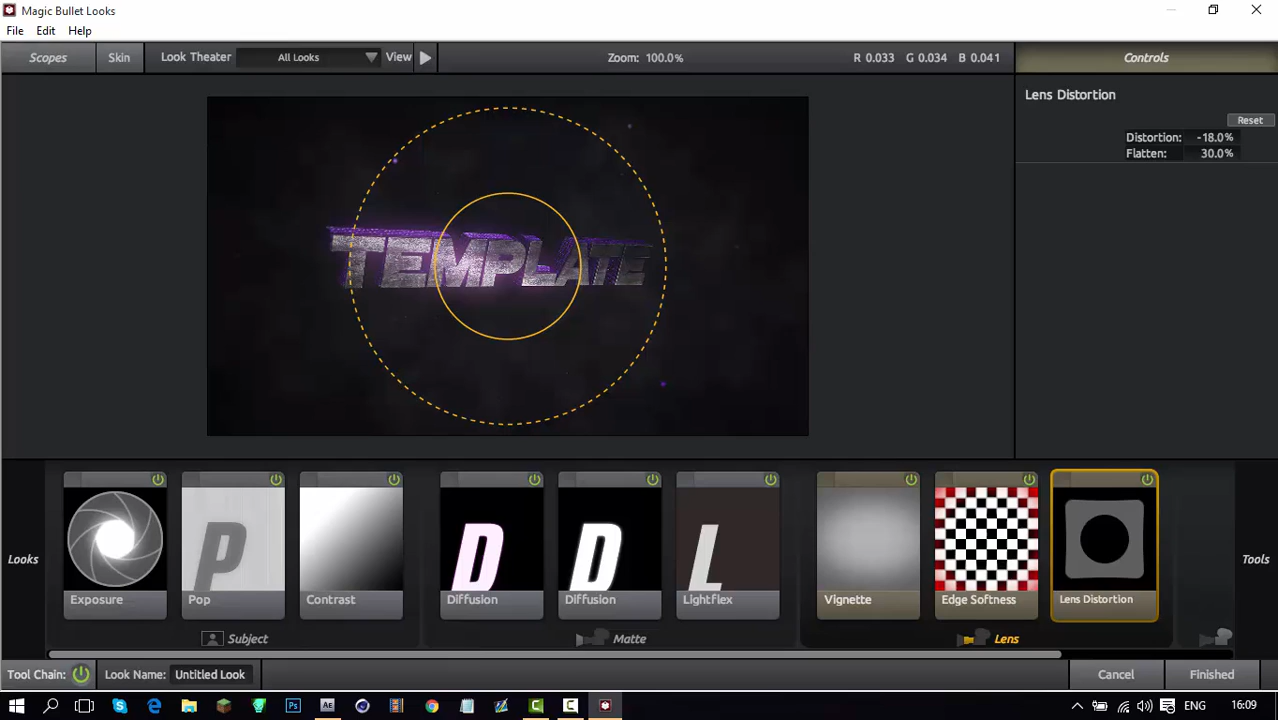 Magic Bullet Looks
File Edit Help
Scopes Skin Look Theater All Looks View Zoom: 100.0% R 0.033 G 0.034 B 0.041 Controls
Lens Distortion
Reset
Distortion: -18.0%
Flatten: 30.0%
TEMPLATE
P D D L
Looks Tools
Exposure Pop Contrast Diffusion Diffusion Lightflex Vignette Edge Softness Lens Distortion
Subject Matte Lens
Tool Chain: Look Name: Untitled Look Cancel Finished
Ps AE ENG 16:09